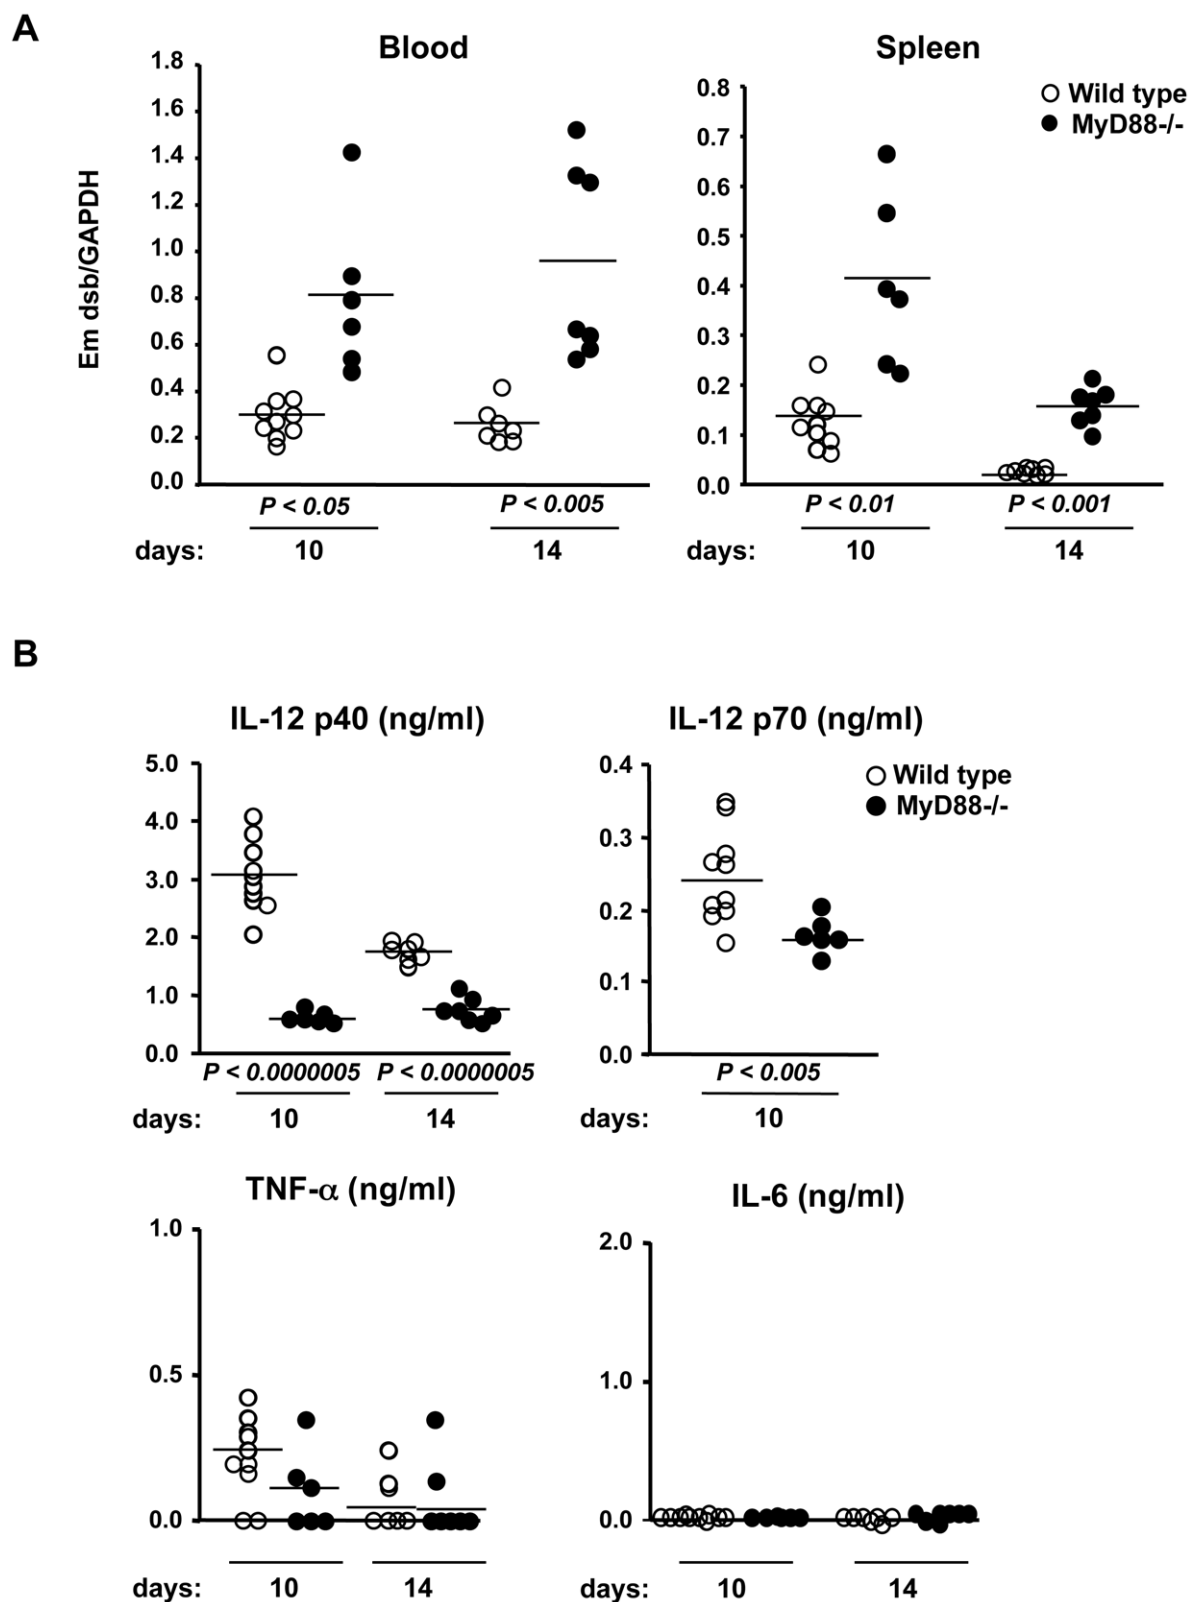 A
Blood
Spleen
Wild type
MyD88-/-
Em dsb/GAPDH
1.8
1.6
1.4
1.2
1.0
0.8
0.6
0.4
0.2
0.0
0.8
0.7
0.6
0.5
0.4
0.3
0.2
0.1
0.0
P < 0.05
P < 0.005
P < 0.01
P < 0.001
days:
10
14
10
14
B
IL-12 p40 (ng/ml)
IL-12 p70 (ng/ml)
Wild type
MyD88-/-
5.0
4.0
3.0
2.0
1.0
0.0
0.4
0.3
0.2
0.1
0.0
P < 0.0000005
P < 0.0000005
P < 0.005
days:
10
14
days:
10
TNF-α (ng/ml)
IL-6 (ng/ml)
1.0
0.5
0.0
2.0
1.0
0.0
days:
10
14
days:
10
14